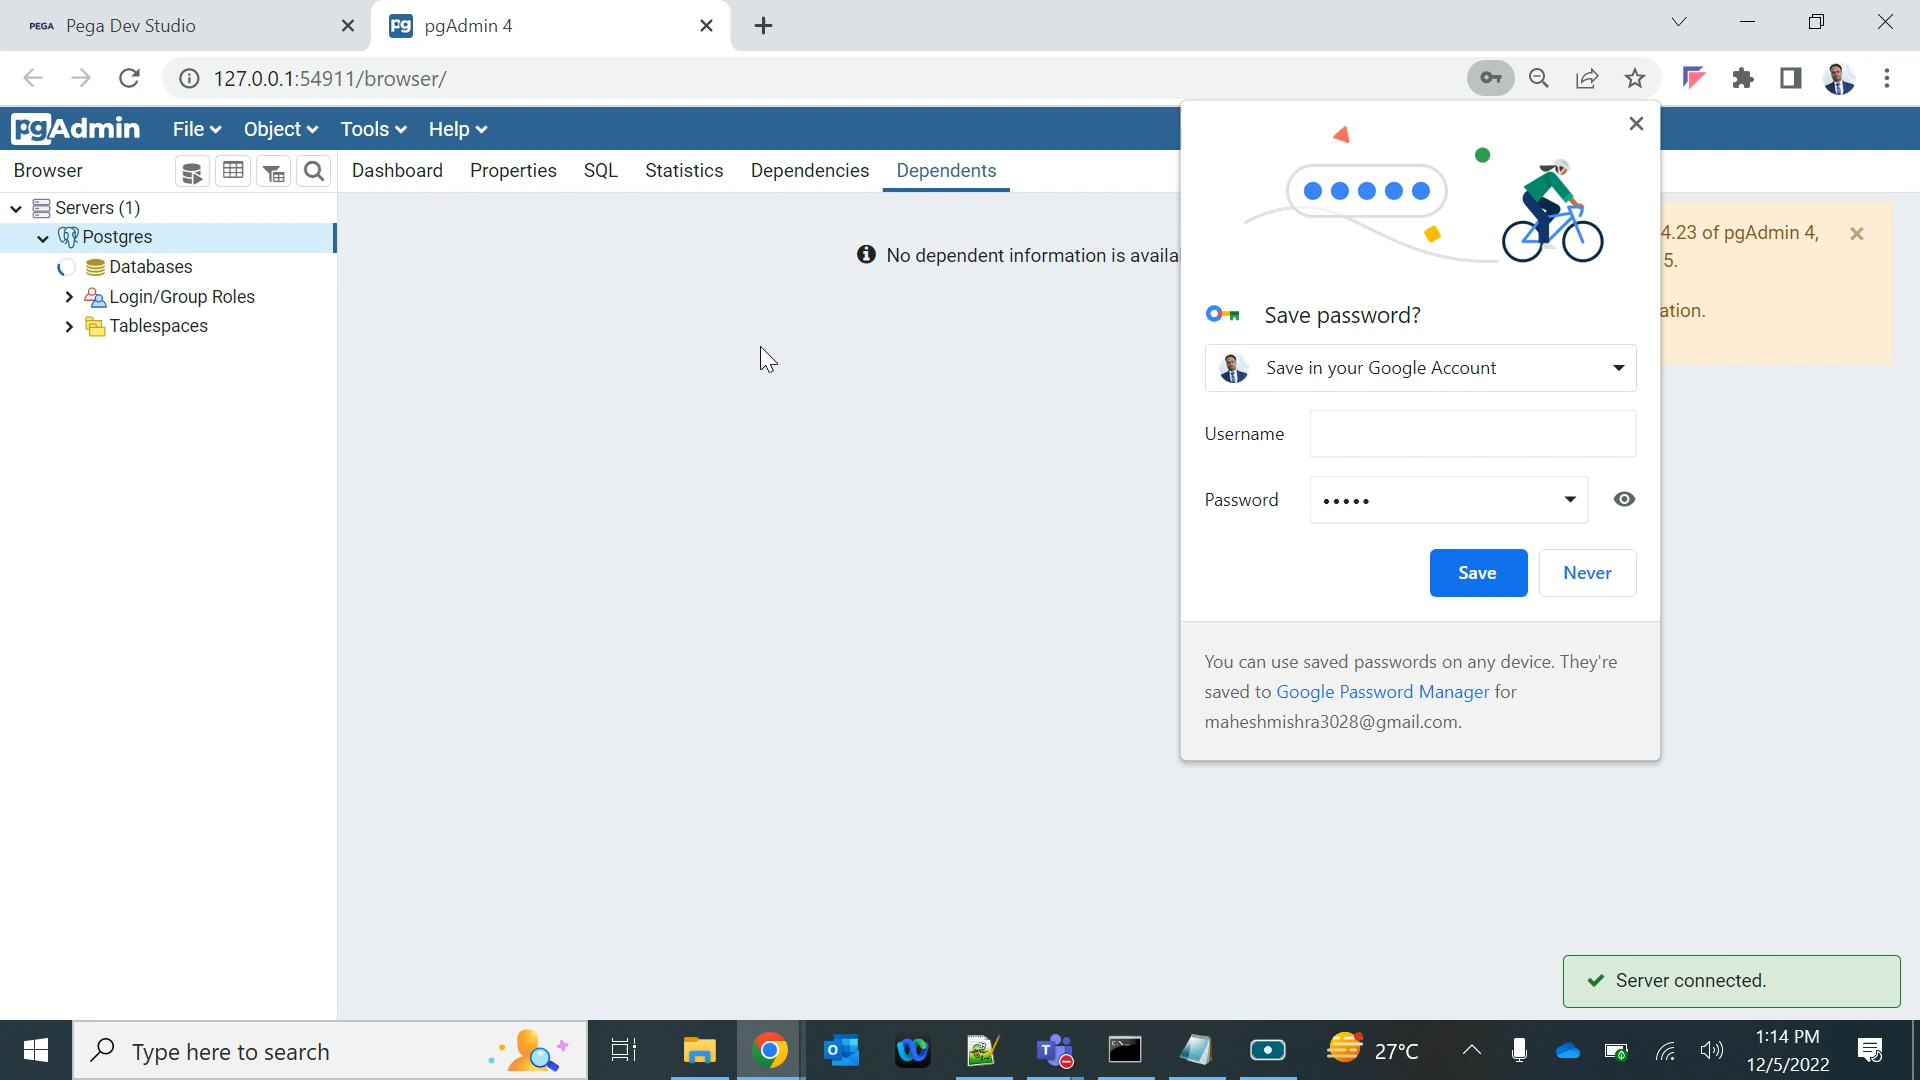 PEGA Pega Dev Studio
pg pgAdmin 4
127.0.0.1:54911/browser/
pgAdmin File Object Tools Help
Browser
Dashboard Properties SQL Statistics Dependencies Dependents
Servers (1)
Postgres
Databases
Login/Group Roles
Tablespaces
No dependent information is availa
4.23 of pgAdmin 4,
5.
ation.
Save password?
Save in your Google Account
Username
Password •••••
Save Never
You can use saved passwords on any device. They're
saved to Google Password Manager for
maheshmishra3028@gmail.com.
Server connected.
Type here to search
27°C
1:14 PM
12/5/2022